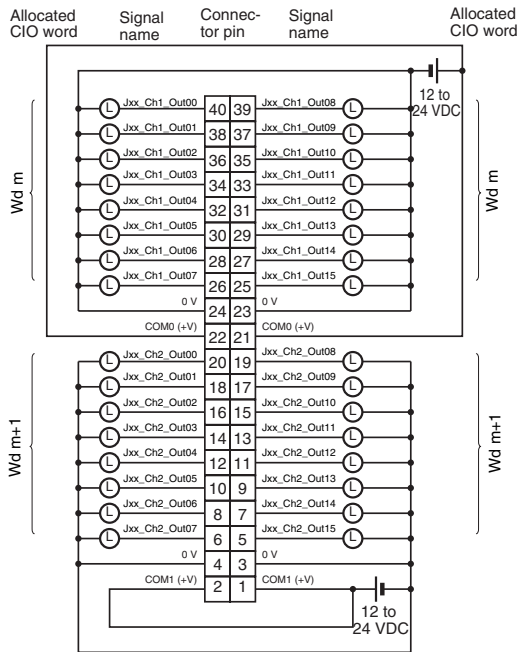 Allocated CIO word
Signal name
Connec-tor pin
Signal name
Allocated CIO word
12 to 24 VDC
Wd m
Wd m
Jxx_Ch1_Out00 40 39 Jxx_Ch1_Out08
L L
Jxx_Ch1_Out01 38 37 Jxx_Ch1_Out09
L L
Jxx_Ch1_Out02 36 35 Jxx_Ch1_Out10
L L
Jxx_Ch1_Out03 34 33 Jxx_Ch1_Out11
L L
Jxx_Ch1_Out04 32 31 Jxx_Ch1_Out12
L L
Jxx_Ch1_Out05 30 29 Jxx_Ch1_Out13
L L
Jxx_Ch1_Out06 28 27 Jxx_Ch1_Out14
L L
Jxx_Ch1_Out07 26 25 Jxx_Ch1_Out15
L L
0 V 24 23 0 V
COM0 (+V) 22 21 COM0 (+V)
Wd m+1
Wd m+1
Jxx_Ch2_Out00 20 19 Jxx_Ch2_Out08
L L
Jxx_Ch2_Out01 18 17 Jxx_Ch2_Out09
L L
Jxx_Ch2_Out02 16 15 Jxx_Ch2_Out10
L L
Jxx_Ch2_Out03 14 13 Jxx_Ch2_Out11
L L
Jxx_Ch2_Out04 12 11 Jxx_Ch2_Out12
L L
Jxx_Ch2_Out05 10 9 Jxx_Ch2_Out13
L L
Jxx_Ch2_Out06 8 7 Jxx_Ch2_Out14
L L
Jxx_Ch2_Out07 6 5 Jxx_Ch2_Out15
L L
0 V 4 3 0 V
COM1 (+V) 2 1 COM1 (+V)
12 to 24 VDC